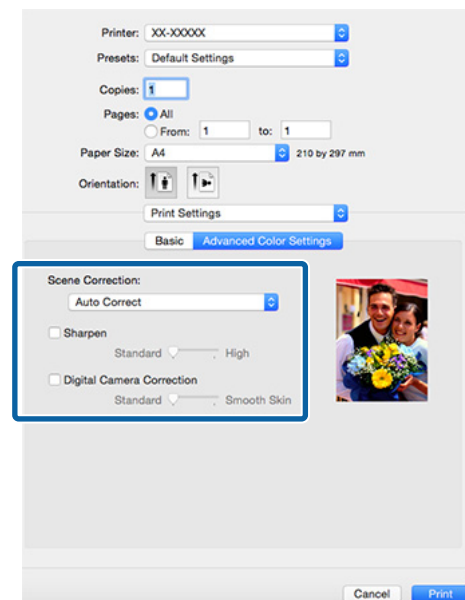 Printer: XX-XXXXX
Presets: Default Settings
Copies: 1
Pages: All
From: 1 to: 1
Paper Size: A4 210 by 297 mm
Orientation:
Print Settings
Basic Advanced Color Settings
Scene Correction:
Auto Correct
Sharpen
Standard High
Digital Camera Correction
Standard Smooth Skin
Cancel Print